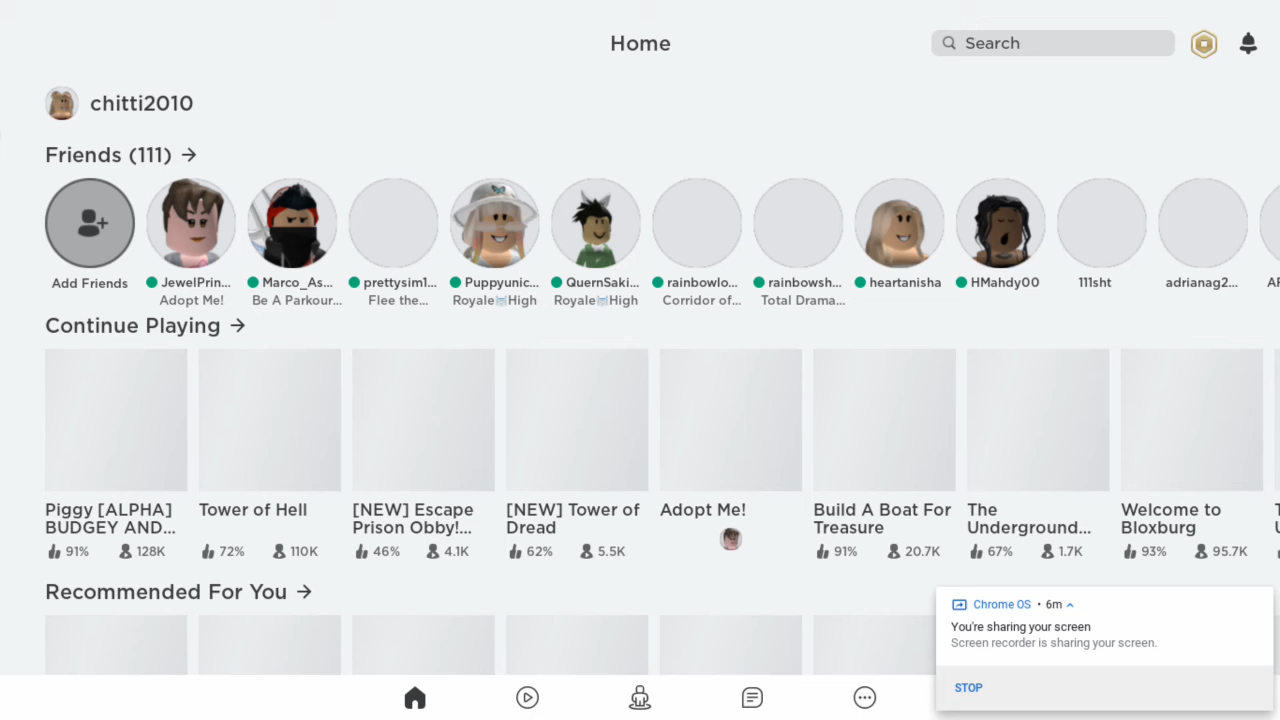 Home
Search
chitti2010
Friends (111)
Add Friends
JewelPrin...
Adopt Me!
Marco_As...
Be A Parkour...
prettysim1...
Flee the...
Puppyunic...
Royale High
QuernSaki...
Royale High
rainbowlo...
Corridor of...
rainbowsh...
Total Drama...
heartanisha
HMahdy00
111sht
adrianag2...
Continue Playing
Piggy [ALPHA]
BUDGEY AND...
91% 128K
Tower of Hell
72% 110K
[NEW] Escape
Prison Obby!...
46% 4.1K
[NEW] Tower of
Dread
62% 5.5K
Adopt Me!
Build A Boat For
Treasure
91% 20.7K
The
Underground...
67% 1.7K
Welcome to
Bloxburg
93% 95.7K
Recommended For You
Chrome OS • 6m
You're sharing your screen
Screen recorder is sharing your screen.
STOP